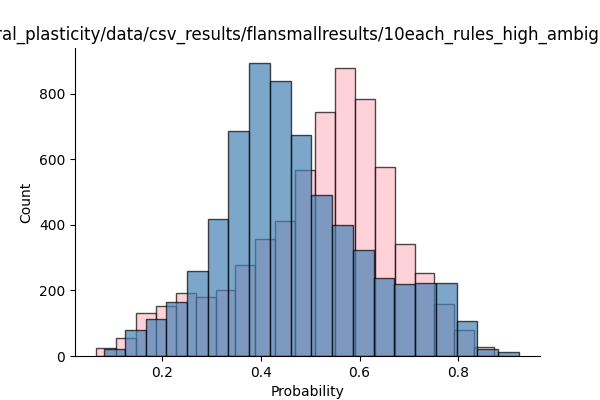 ral_plasticity/data/csv_results/flansmallresults/10each_rules_high_ambig
800
600
400
200
0
Count
0.2 0.4 0.6 0.8
Probability